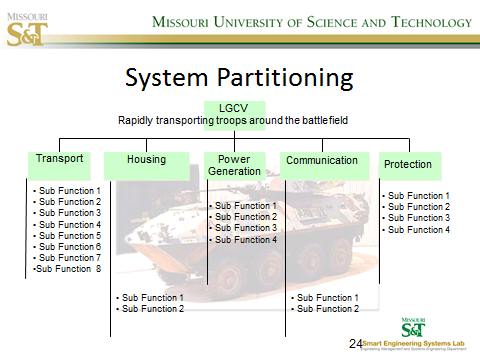 MISSOURI
S&T
MISSOURI UNIVERSITY OF SCIENCE AND TECHNOLOGY
System Partitioning
LGCV
Rapidly transporting troops around the battlefield
Transport
• Sub Function 1
• Sub Function 2
• Sub Function 3
• Sub Function 4
• Sub Function 5
• Sub Function 6
• Sub Function 7
•Sub Function 8
Housing
• Sub Function 1
• Sub Function 2
Power
Generation
• Sub Function 1
• Sub Function 2
• Sub Function 3
• Sub Function 4
Communication
• Sub Function 1
• Sub Function 2
Protection
• Sub Function 1
• Sub Function 2
• Sub Function 3
• Sub Function 4
MISSOURI
S&T
24
Smart Engineering Systems Lab
Engineering Management and Systems Engineering Department